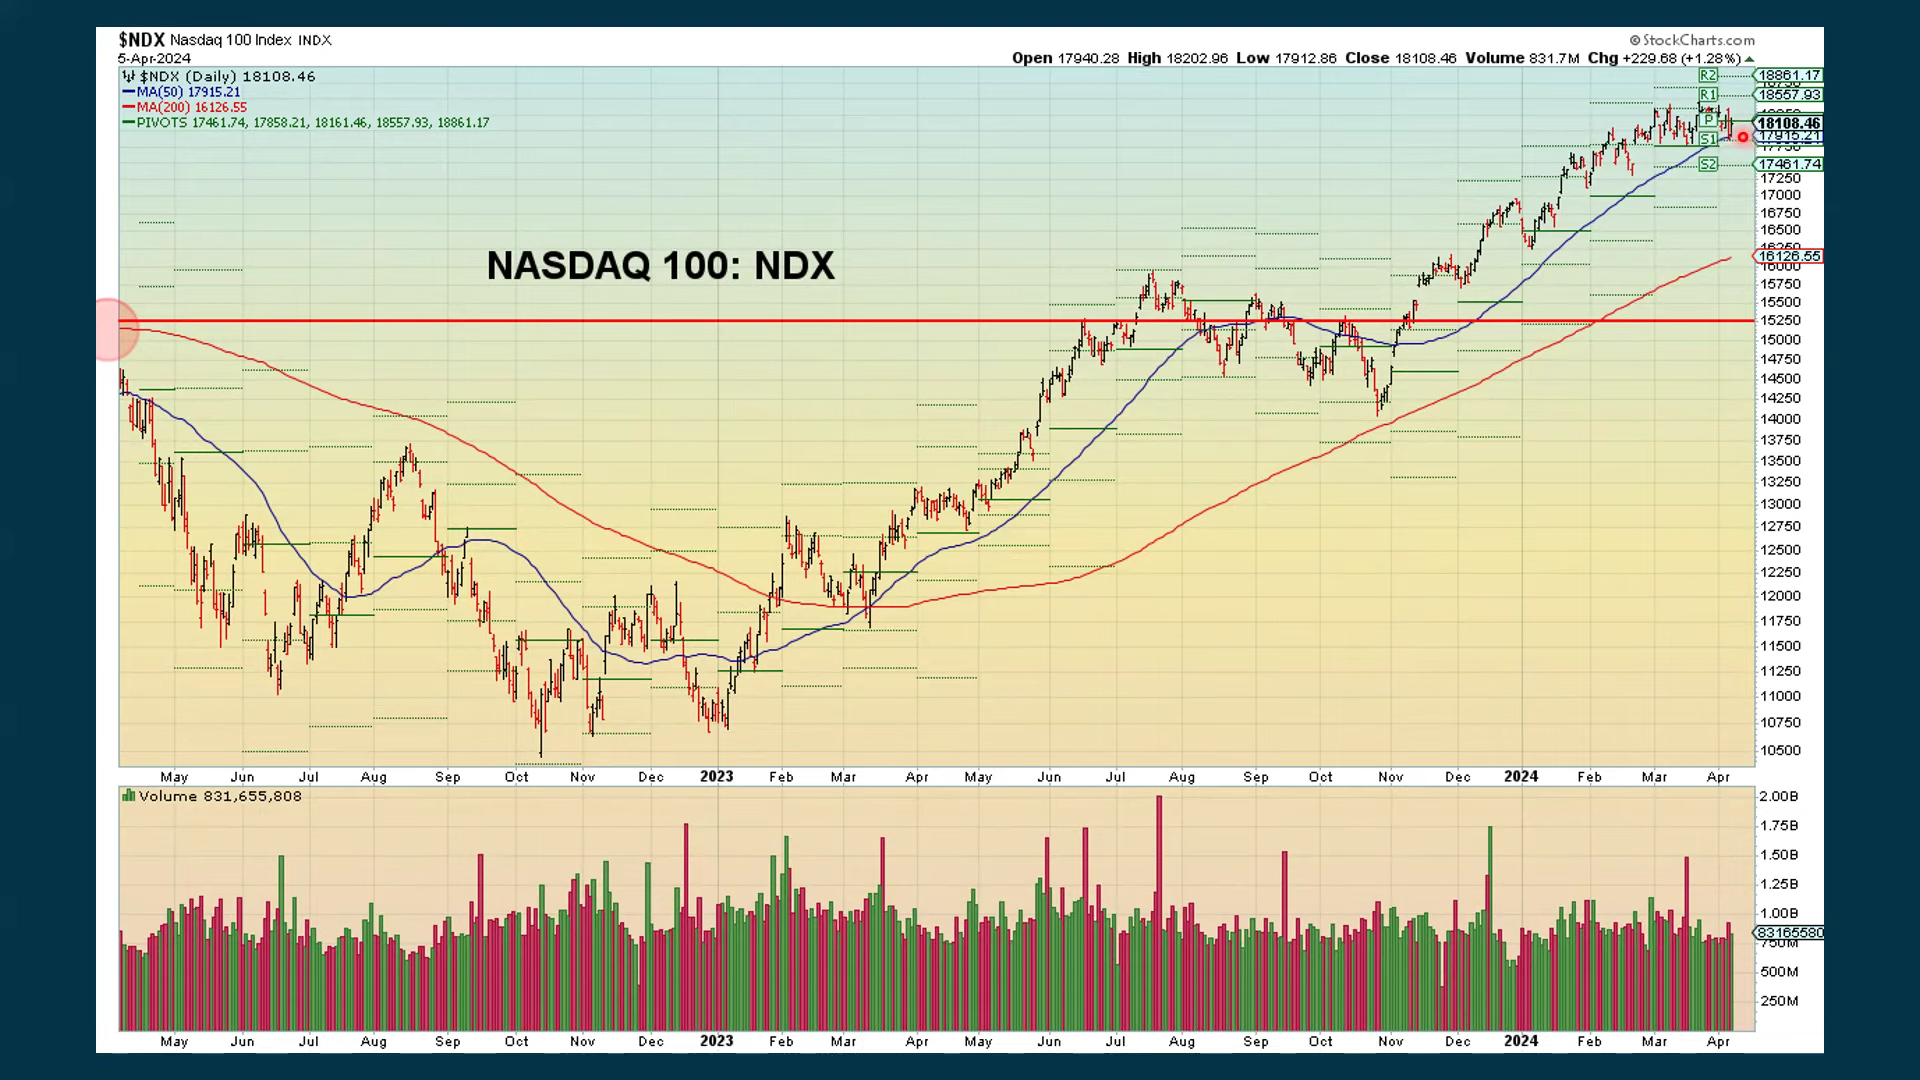 $NDX Nasdaq 100 Index INDX
© StockCharts.com
5-Apr-2024
Open 17940.28 High 18202.96 Low 17912.86 Close 18108.46 Volume 831.7M Chg +229.68 (+1.28%)
$NDX (Daily) 18108.46
MA(50) 17915.21
MA(200) 16126.55
PIVOTS 17461.74, 17858.21, 18161.46, 18557.93, 18861.17
NASDAQ 100: NDX
R2
R1
P
S1
S2
18861.17
18557.93
18108.46
17915.21
17461.74
17250
17000
16750
16500
16250
16126.55
16000
15750
15500
15250
15000
14750
14500
14250
14000
13750
13500
13250
13000
12750
12500
12250
12000
11750
11500
11250
11000
10750
10500
May Jun Jul Aug Sep Oct Nov Dec 2023 Feb Mar Apr May Jun Jul Aug Sep Oct Nov Dec 2024 Feb Mar Apr
Volume 831,655,808
2.00B
1.75B
1.50B
1.25B
1.00B
83165580
750M
500M
250M
May Jun Jul Aug Sep Oct Nov Dec 2023 Feb Mar Apr May Jun Jul Aug Sep Oct Nov Dec 2024 Feb Mar Apr